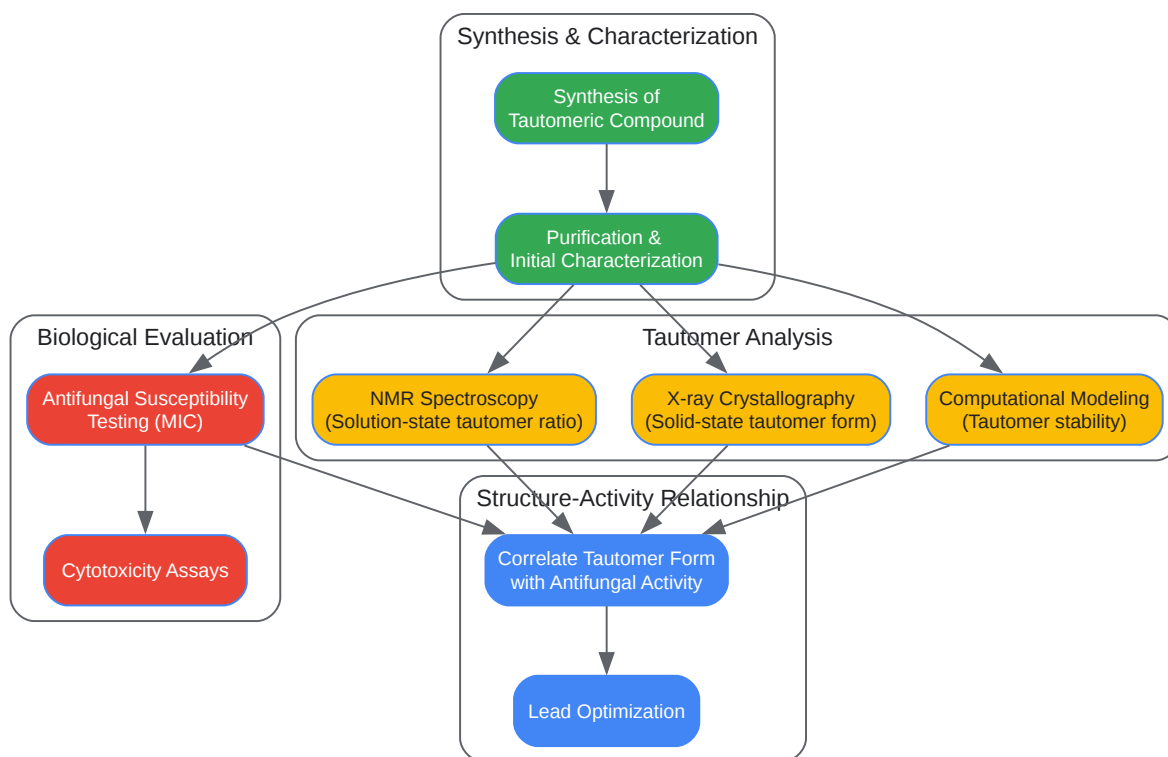 Synthesis & Characterization
Synthesis of
Tautomeric Compound
Purification &
Initial Characterization
Biological Evaluation
Tautomer Analysis
Antifungal Susceptibility
Testing (MIC)
NMR Spectroscopy
(Solution-state tautomer ratio)
X-ray Crystallography
(Solid-state tautomer form)
Computational Modeling
(Tautomer stability)
Structure-Activity Relationship
Cytotoxicity Assays
Correlate Tautomer Form
with Antifungal Activity
Lead Optimization